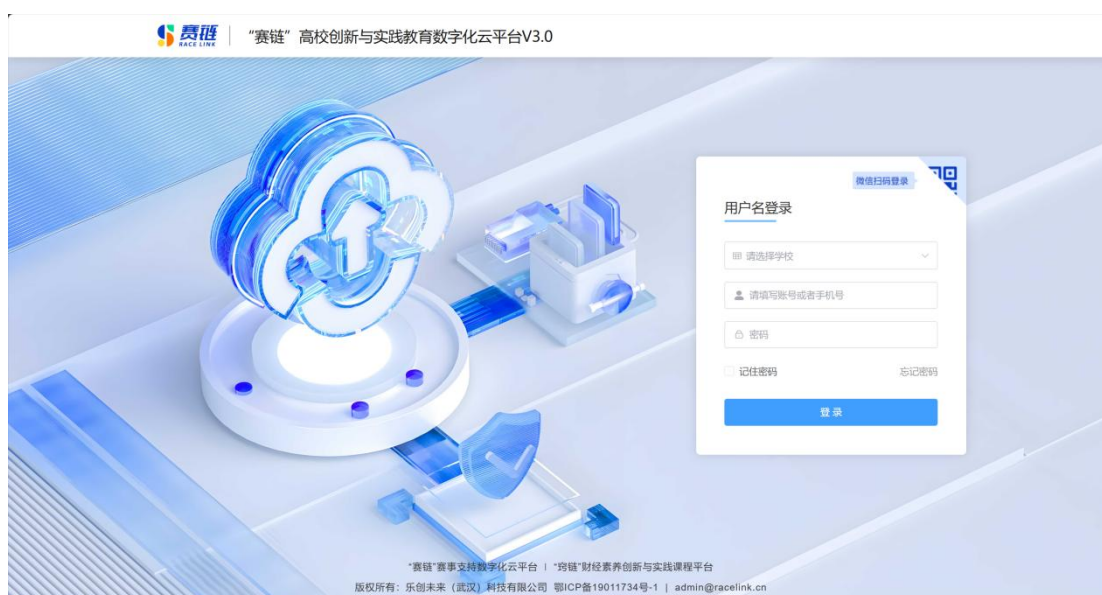 赛链 RACE LINK “赛链”高校创新与实践教育数字化云平台V3.0
微信扫码登录
用户名登录
请选择学校
请填写账号或者手机号
密码
记住密码 忘记密码
登 录
“赛链”赛事支持数字化云平台 | “窍链”财经素养创新与实践课程平台
版权所有：乐创未来（武汉）科技有限公司 鄂ICP备19011734号-1 | admin@racelink.cn